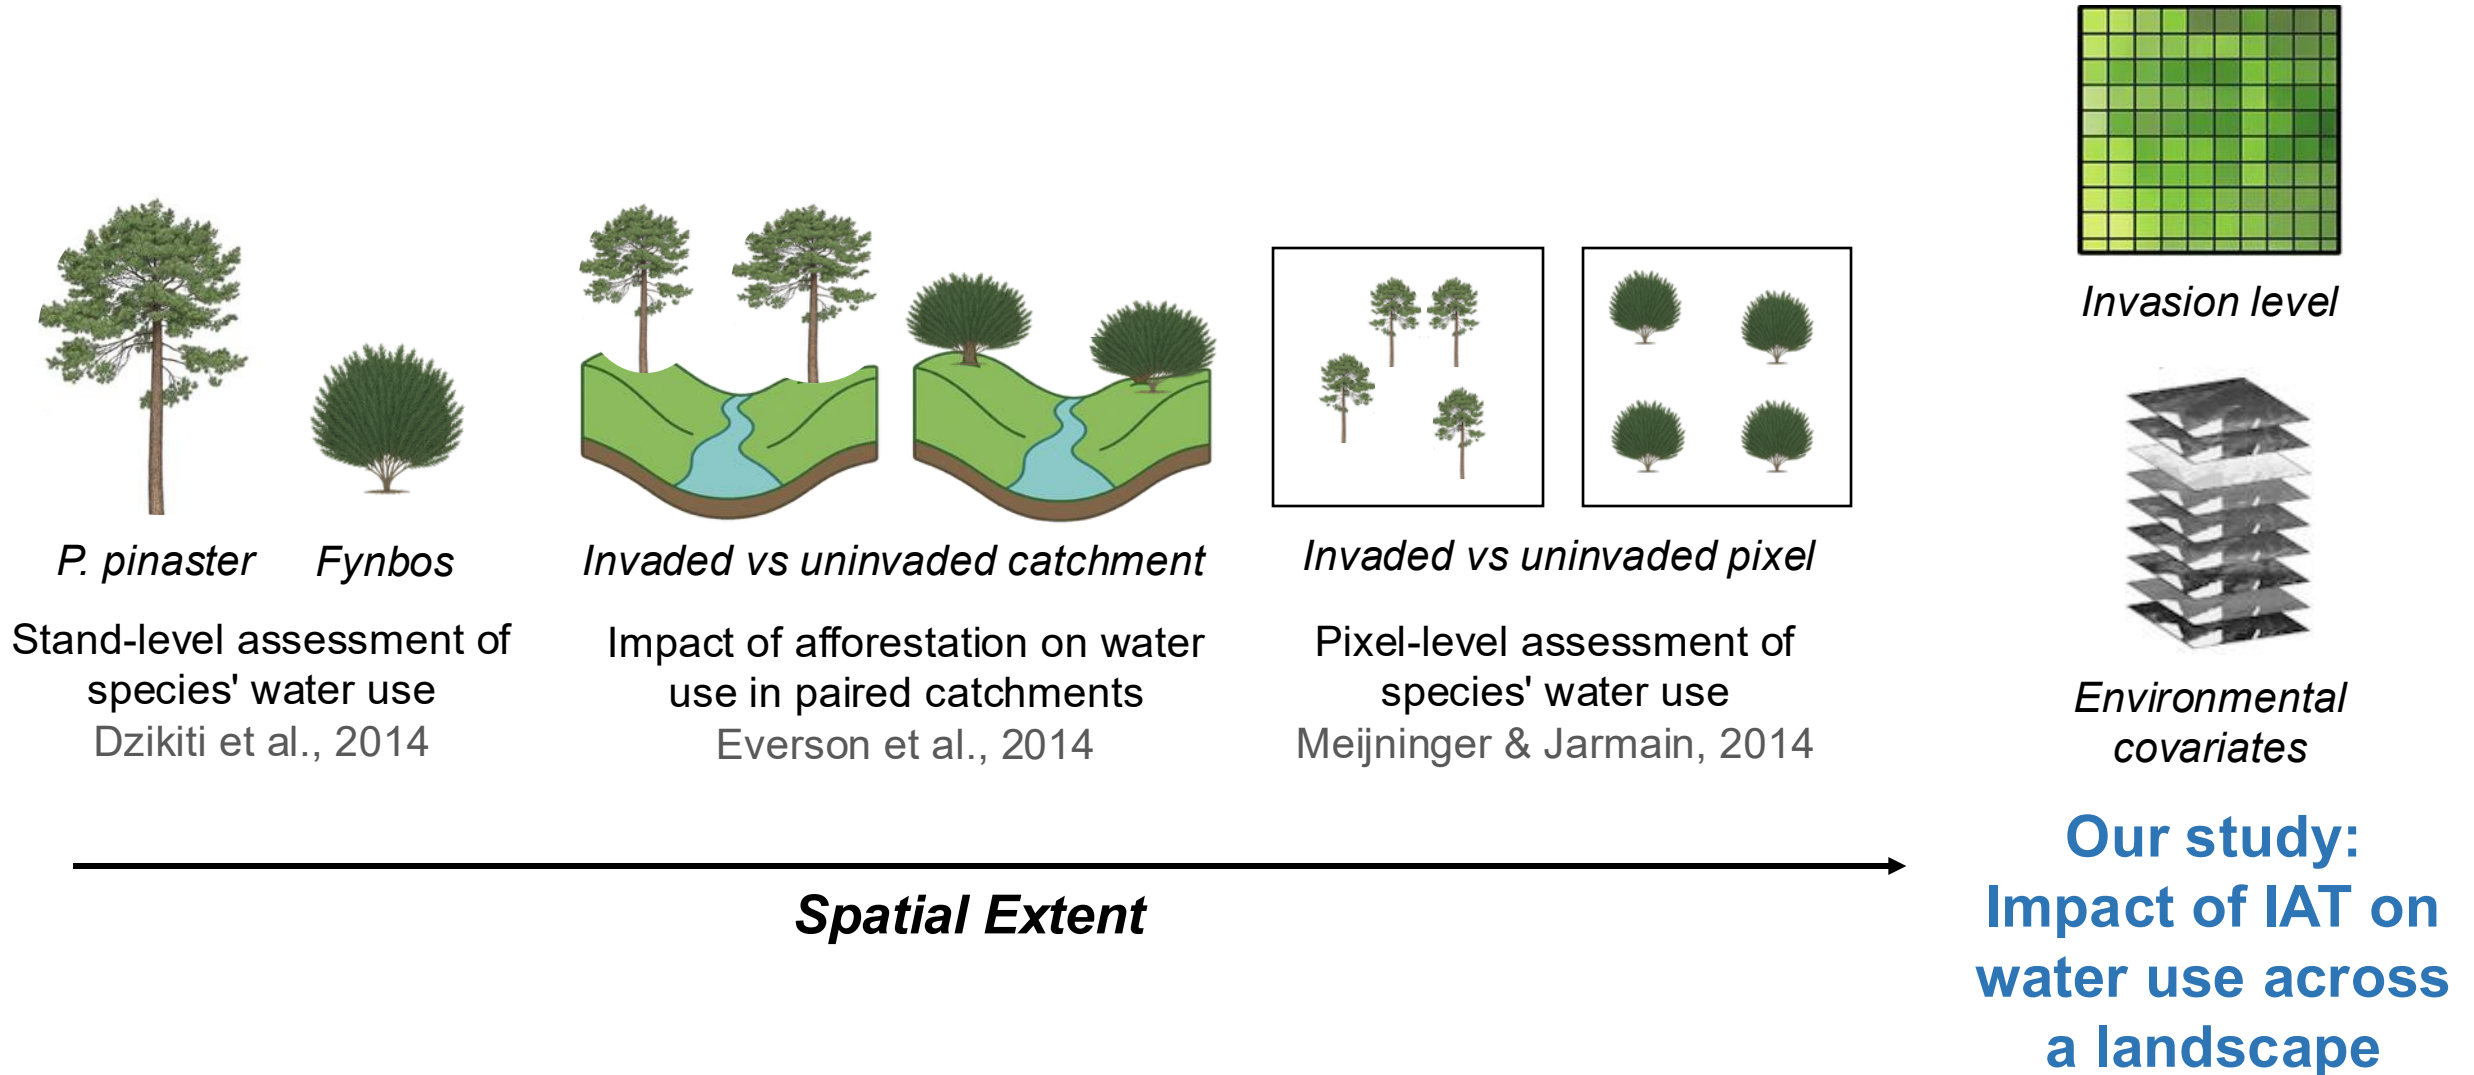 P. pinaster
Fynbos
Stand-level assessment of
species' water use
Dzikiti et al., 2014
Invaded vs uninvaded catchment
Impact of afforestation on water
use in paired catchments
Everson et al., 2014
Invaded vs uninvaded pixel
Pixel-level assessment of
species' water use
Meijninger & Jarmain, 2014
Invasion level
Environmental
covariates
Our study:
Impact of IAT on
water use across
a landscape
Spatial Extent